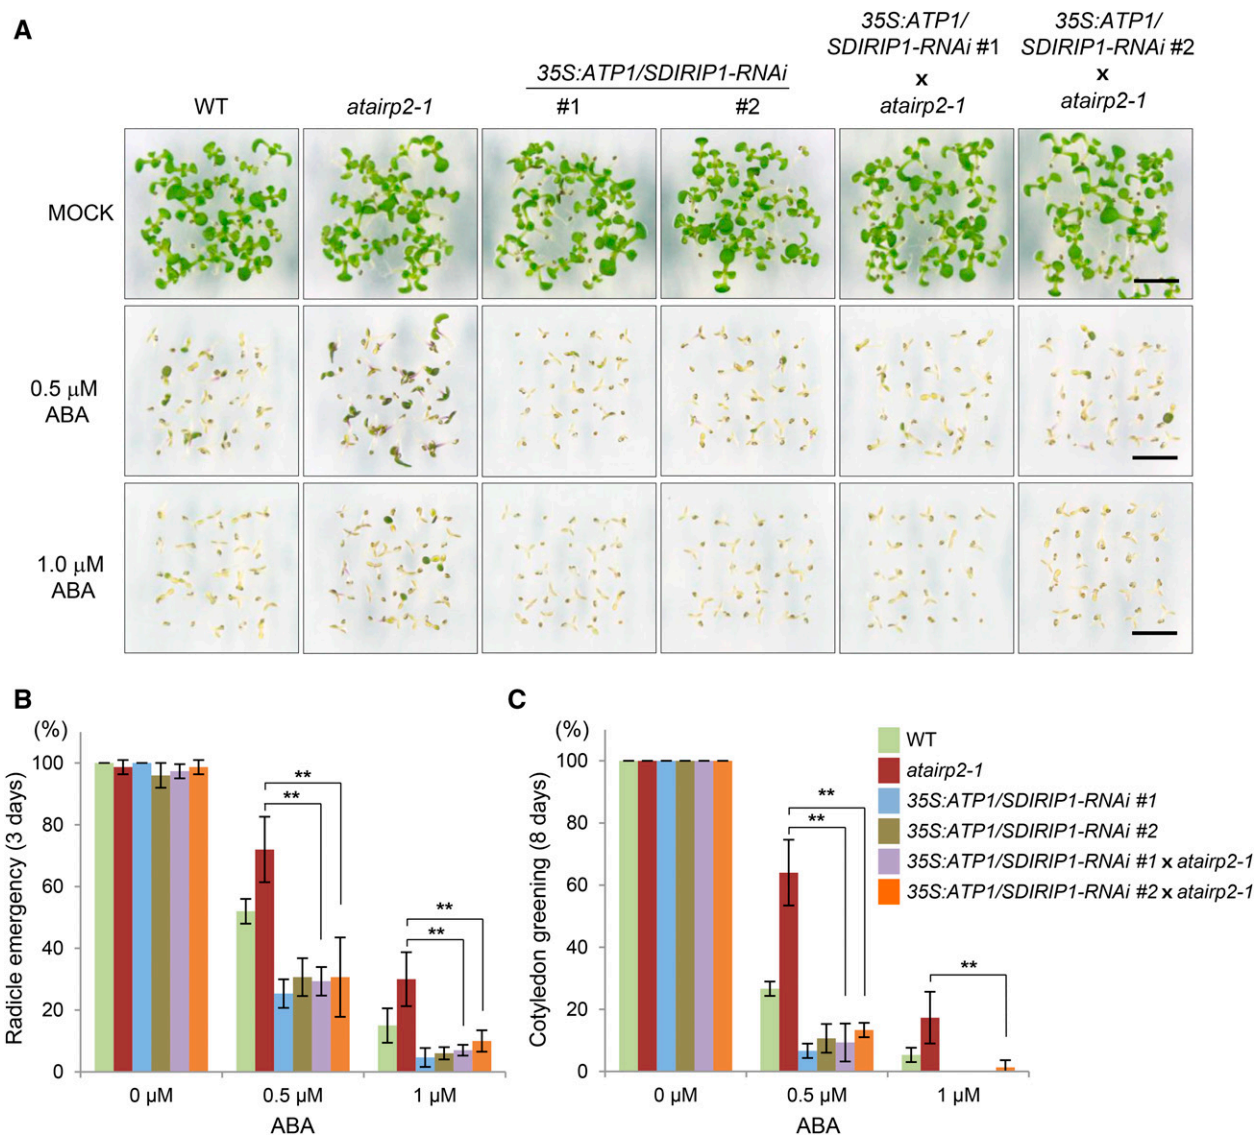 A
WT
atairp2-1
35S:ATP1/SDIRIP1-RNAi
#1
#2
35S:ATP1/
SDIRIP1-RNAi #1
x
atairp2-1
35S:ATP1/
SDIRIP1-RNAi #2
x
atairp2-1
MOCK
0.5 μM
ABA
1.0 μM
ABA
B
(%)
Radicle emergency (3 days)
100
80
60
40
20
0
**
**
**
**
0 μM
0.5 μM
1 μM
ABA
C
(%)
Cotyledon greening (8 days)
100
80
60
40
20
0
**
**
**
0 μM
0.5 μM
1 μM
ABA
WT
atairp2-1
35S:ATP1/SDIRIP1-RNAi #1
35S:ATP1/SDIRIP1-RNAi #2
35S:ATP1/SDIRIP1-RNAi #1 x atairp2-1
35S:ATP1/SDIRIP1-RNAi #2 x atairp2-1